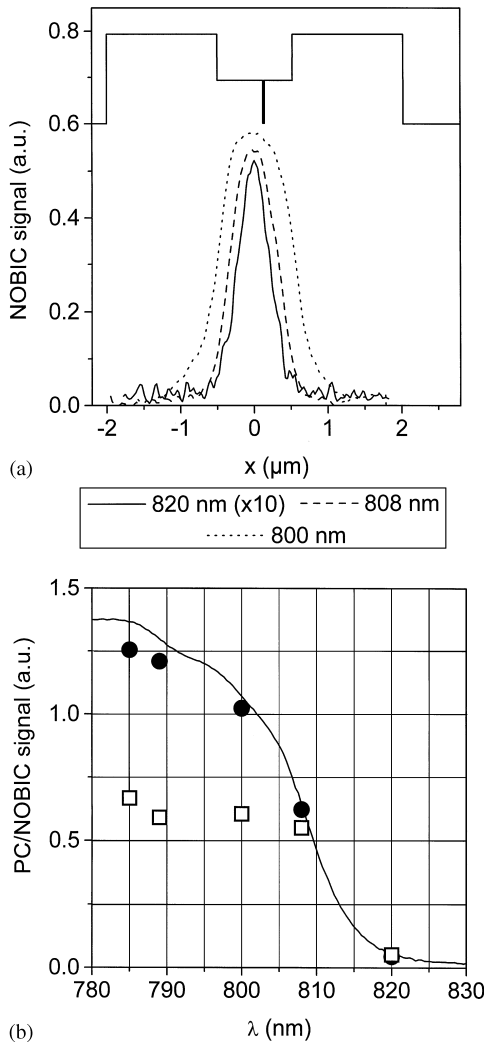 0.8
0.6
0.4
0.2
0.0
NOBIC signal (a.u.)
-2 -1 0 1 2
x (µm)
(a)
820 nm (x10) 808 nm
800 nm
1.5
1.0
0.5
0.0
PC/NOBIC signal (a.u.)
780 790 800 810 820 830
λ (nm)
(b)